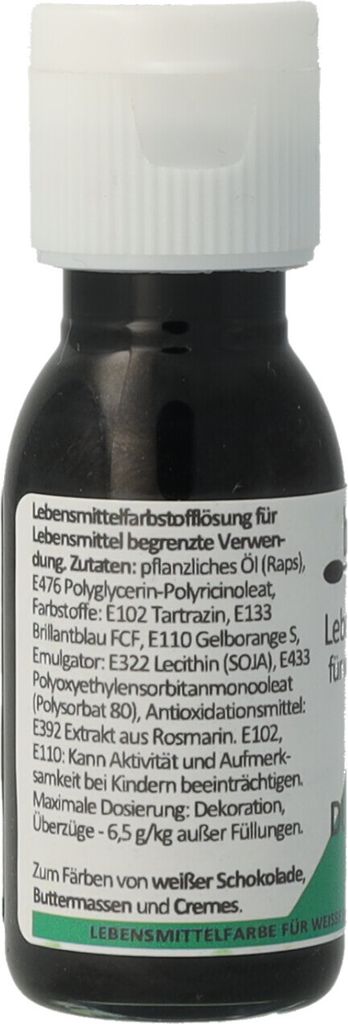 Lebensmittelfarbstofflösung für
Lebensmittel begrenzte Verwen-
dung. Zutaten: pflanzliches Öl (Raps),
E476 Polyglycerin-Polyricinoleat,
Farbstoffe: E102 Tartrazin, E133
Brillantblau FCF, E110 Gelborange S,
Emulgator: E322 Lecithin (SOJA), E433
Polyoxyethylensorbitanmonooleat
(Polysorbat 80), Antioxidationsmittel:
E392 Extrakt aus Rosmarin. E102,
E110: Kann Aktivität und Aufmerk-
samkeit bei Kindern beeinträchtigen.
Maximale Dosierung: Dekoration,
Überzüge - 6,5 g/kg außer Füllungen.
Zum Färben von weißer Schokolade,
Buttermassen und Cremes.
LEBENSMITTELFARBE FÜR WEISSE